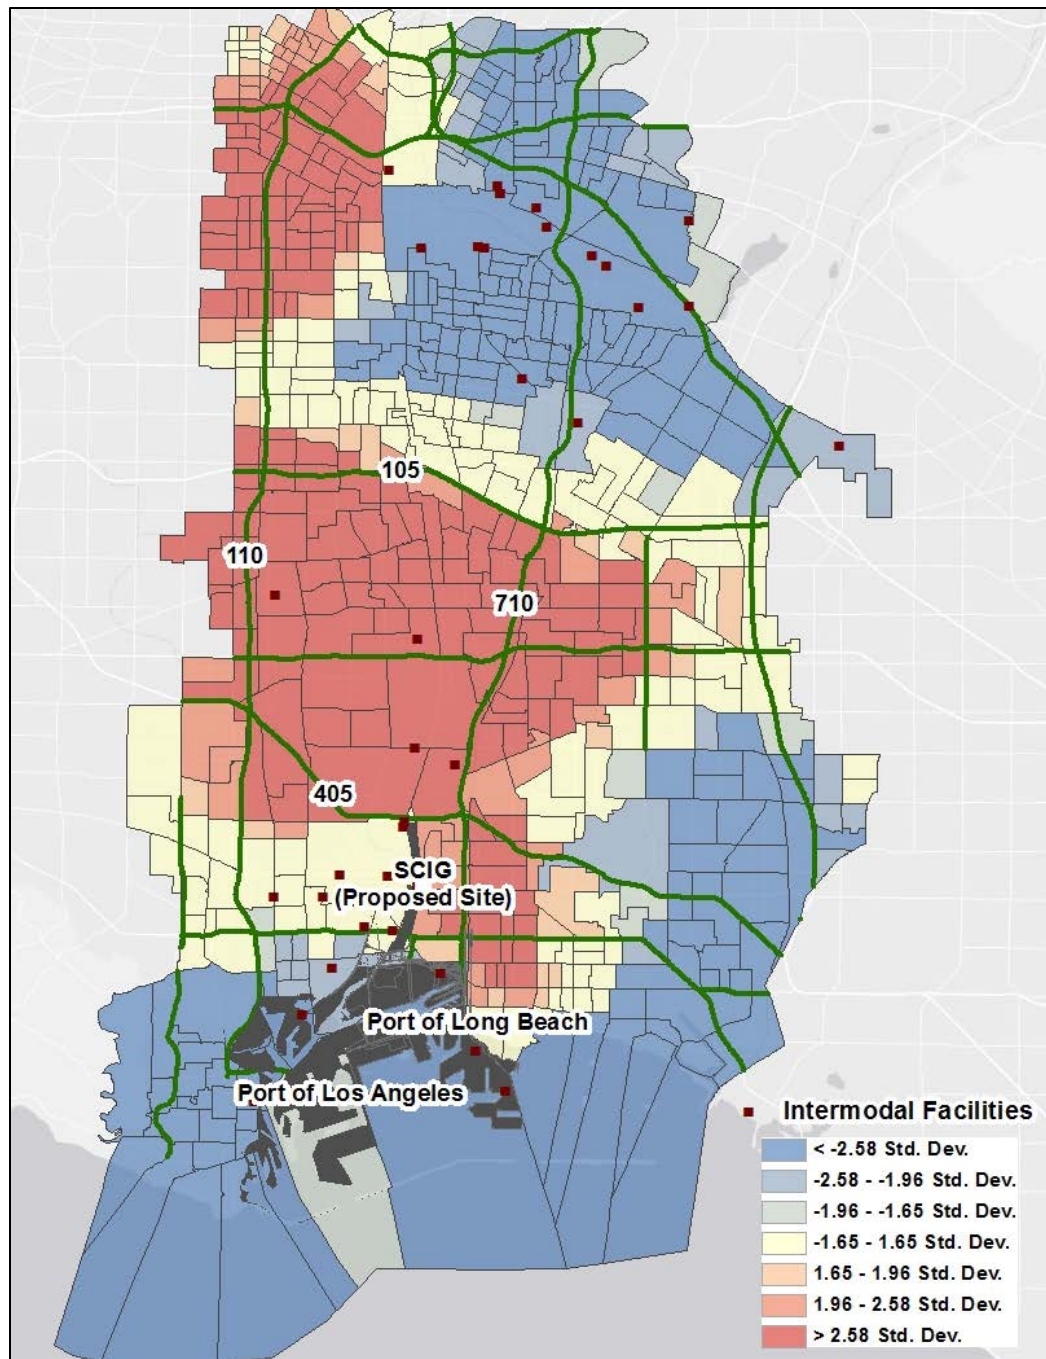 105
110
710
405
SCIG
(Proposed Site)
Port of Long Beach
Port of Los Angeles
Intermodal Facilities
< -2.58 Std. Dev.
-2.58 - -1.96 Std. Dev.
-1.96 - -1.65 Std. Dev.
-1.65 - 1.65 Std. Dev.
1.65 - 1.96 Std. Dev.
1.96 - 2.58 Std. Dev.
> 2.58 Std. Dev.